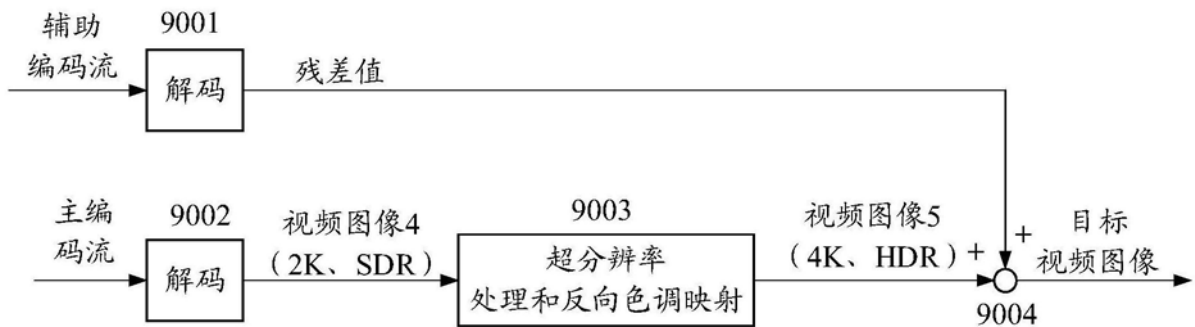 辅助
编码流
9001
解码
残差值
主编
码流
9002
解码
视频图像4
（2K、SDR）
9003
超分辨率
处理和反向色调映射
视频图像5
（4K、HDR）
+
+
9004
目标
视频图像